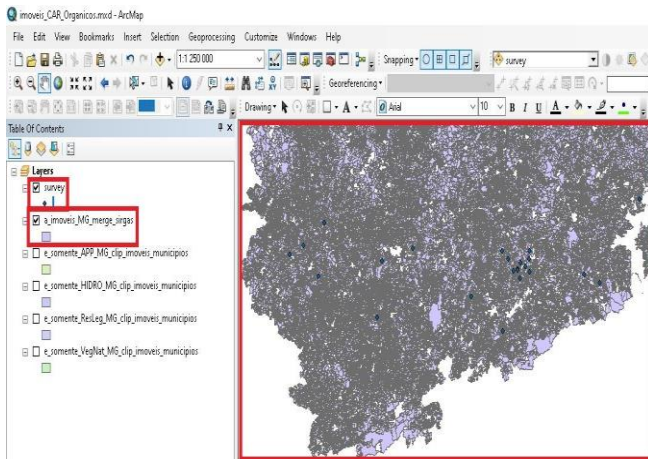 imoveis_CAR_Organicos.mxd - ArcMap
File Edit View Bookmarks Insert Selection Geoprocessing Customize Windows Help
1:1 250 000
Snapping
survey
Georeferencing
Drawing
Arial
10
B I U A
Table Of Contents
Layers
survey
a_imoveis_MG_merge_sirgas
e_somente_APP_MG_clip_imoveis_municipios
e_somente_HIDRO_MG_clip_imoveis_municipios
e_somente_ResLeg_MG_clip_imoveis_municipios
e_somente_VegNat_MG_clip_imoveis_municipios